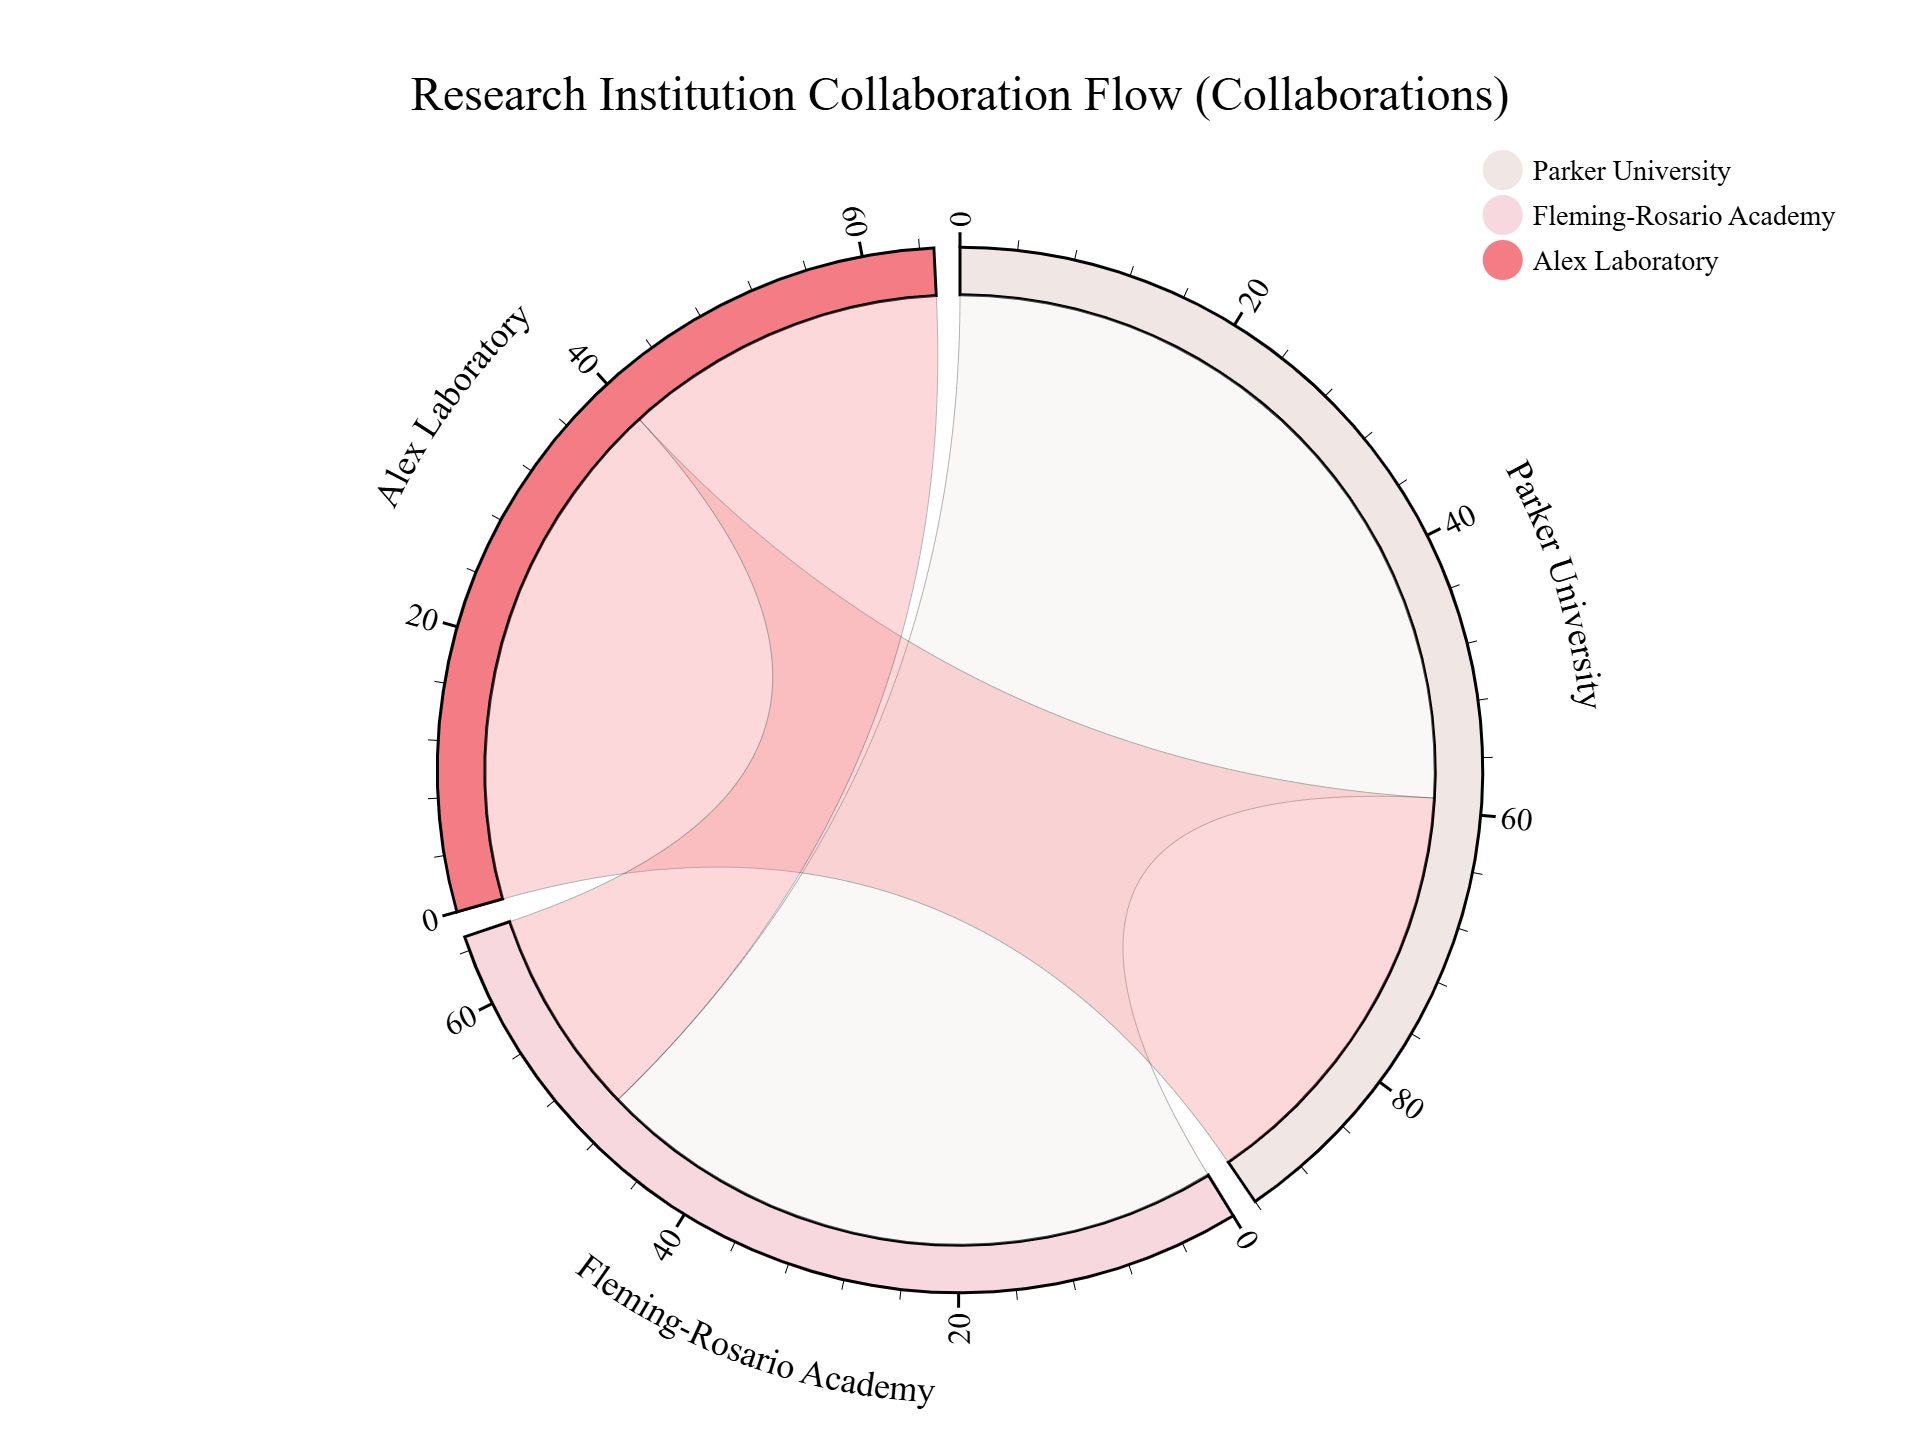 Research Institution Collaboration Flow (Collaborations)
Parker University
Fleming-Rosario Academy
Alex Laboratory
0
20
40
60
80
Parker University
0
20
40
60
Fleming-Rosario Academy
0
20
40
60
Alex Laboratory